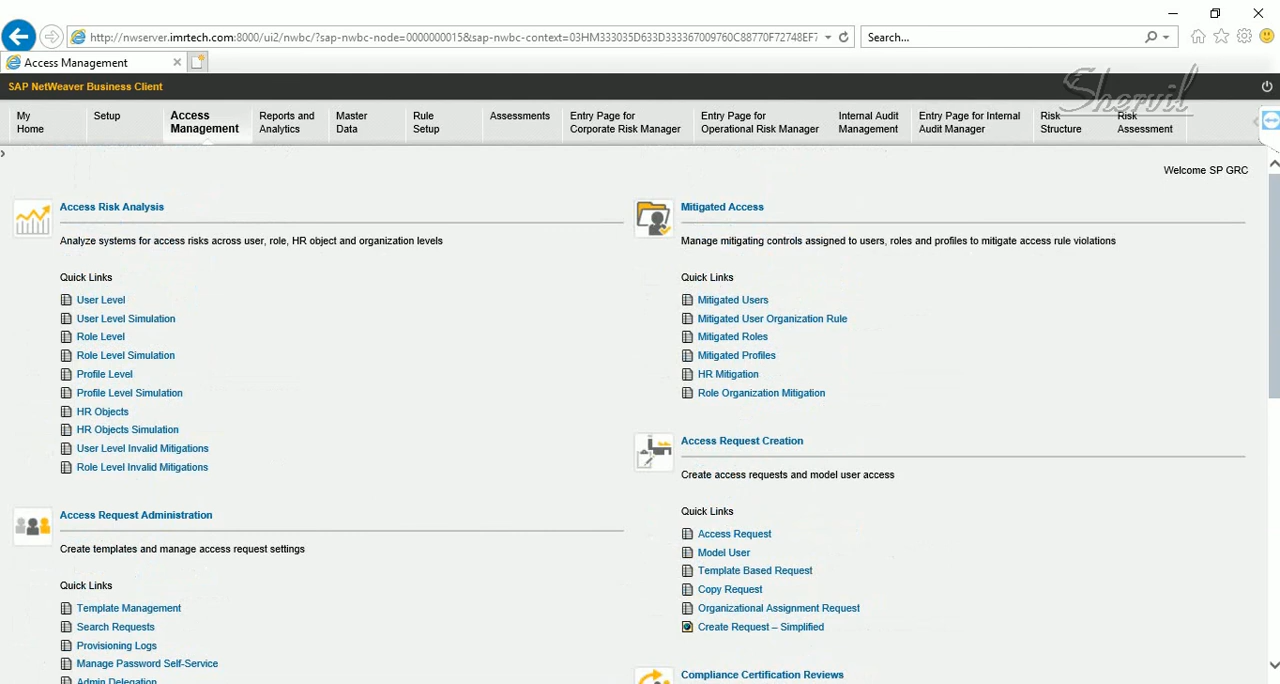 http://nwserver.imrtech.com:8000/ui2/nwbc/?sap-nwbc-node=0000000015&sap-nwbc-context=03HM333035D633D333367009760C88770F72748EF7
Search...
Access Management
SAP NetWeaver Business Client
Shervil
My Home
Setup
Access Management
Reports and Analytics
Master Data
Rule Setup
Assessments
Entry Page for Corporate Risk Manager
Entry Page for Operational Risk Manager
Internal Audit Management
Entry Page for Internal Audit Manager
Risk Structure
Risk Assessment
Welcome SP GRC
Access Risk Analysis
Analyze systems for access risks across user, role, HR object and organization levels
Quick Links
User Level
User Level Simulation
Role Level
Role Level Simulation
Profile Level
Profile Level Simulation
HR Objects
HR Objects Simulation
User Level Invalid Mitigations
Role Level Invalid Mitigations
Access Request Administration
Create templates and manage access request settings
Quick Links
Template Management
Search Requests
Provisioning Logs
Manage Password Self-Service
Admin Delegation
Mitigated Access
Manage mitigating controls assigned to users, roles and profiles to mitigate access rule violations
Quick Links
Mitigated Users
Mitigated User Organization Rule
Mitigated Roles
Mitigated Profiles
HR Mitigation
Role Organization Mitigation
Access Request Creation
Create access requests and model user access
Quick Links
Access Request
Model User
Template Based Request
Copy Request
Organizational Assignment Request
Create Request – Simplified
Compliance Certification Reviews